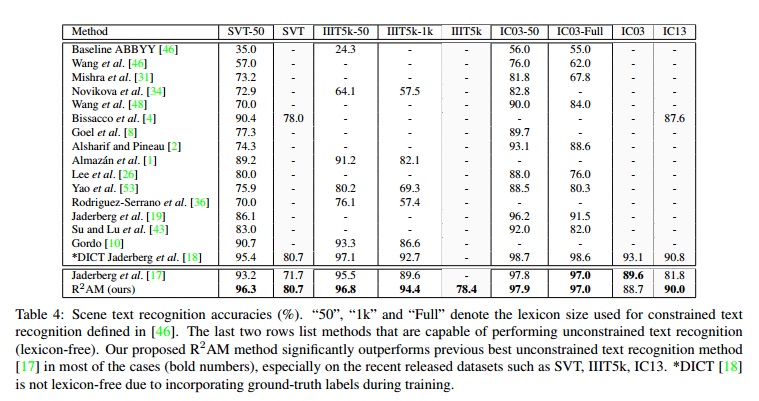 Method SVT-50 SVT IIIT5k-50 IIIT5k-1k IIIT5k IC03-50 IC03-Full IC03 IC13
Baseline ABBYY [46] 35.0 - 24.3 - - 56.0 55.0 - -
Wang et al. [46] 57.0 - - - - 76.0 62.0 - -
Mishra et al. [31] 73.2 - - - - 81.8 67.8 - -
Novikova et al. [34] 72.9 - 64.1 57.5 - 82.8 - - -
Wang et al. [48] 70.0 - - - - 90.0 84.0 - -
Bissacco et al. [4] 90.4 78.0 - - - - - - 87.6
Goel et al. [8] 77.3 - - - - 89.7 - - -
Alsharif and Pineau [2] 74.3 - - - - 93.1 88.6 - -
Almazán et al. [1] 89.2 - 91.2 82.1 - - - - -
Lee et al. [26] 80.0 - - - - 88.0 76.0 - -
Yao et al. [53] 75.9 - 80.2 69.3 - 88.5 80.3 - -
Rodriguez-Serrano et al. [36] 70.0 - 76.1 57.4 - - - - -
Jaderberg et al. [19] 86.1 - - - - 96.2 91.5 - -
Su and Lu et al. [43] 83.0 - - - - 92.0 82.0 - -
Gordo [10] 90.7 - 93.3 86.6 - - - - -
*DICT Jaderberg et al. [18] 95.4 80.7 97.1 92.7 - 98.7 98.6 93.1 90.8
Jaderberg et al. [17] 93.2 71.7 95.5 89.6 - 97.8 97.0 89.6 81.8
R²AM (ours) 96.3 80.7 96.8 94.4 78.4 97.9 97.0 88.7 90.0
Table 4: Scene text recognition accuracies (%). “50”, “1k” and “Full” denote the lexicon size used for constrained text
recognition defined in [46]. The last two rows list methods that are capable of performing unconstrained text recognition
(lexicon-free). Our proposed R²AM method significantly outperforms previous best unconstrained text recognition method
[17] in most of the cases (bold numbers), especially on the recent released datasets such as SVT, IIIT5k, IC13. *DICT [18]
is not lexicon-free due to incorporating ground-truth labels during training.